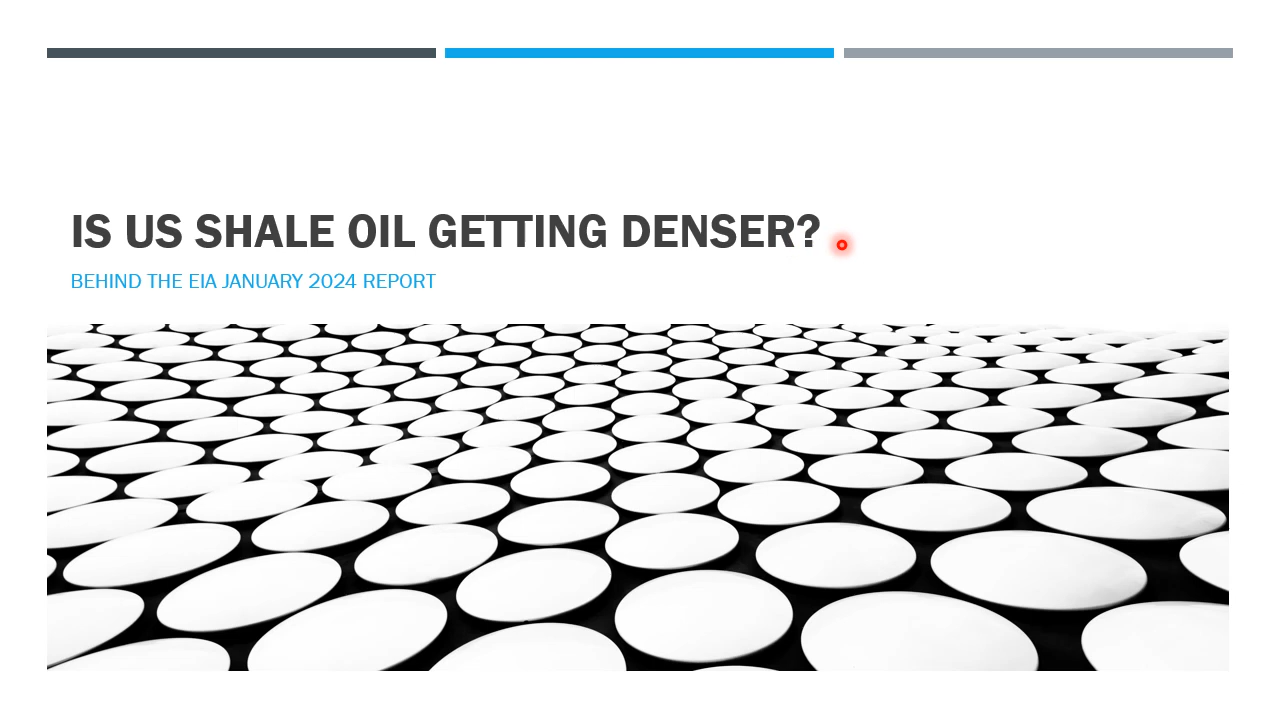 IS US SHALE OIL GETTING DENSER?
BEHIND THE EIA JANUARY 2024 REPORT